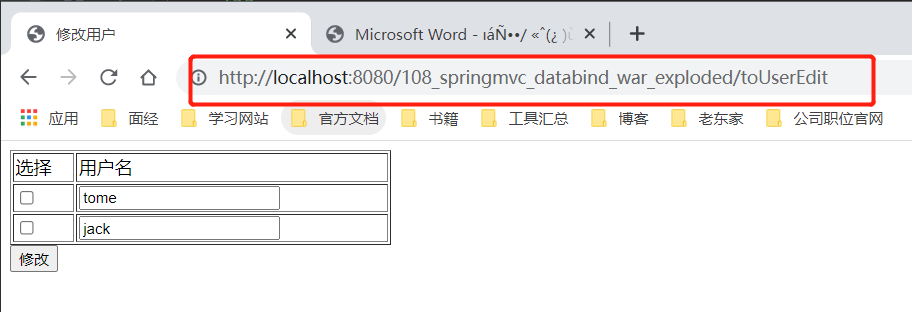 修改用户
Microsoft Word -
http://localhost:8080/108_springmvc_databind_war_exploded/toUserEdit
应用 面经 学习网站 官方文档 书籍 工具汇总 博客 老东家 公司职位官网
选择 用户名
tome
jack
修改